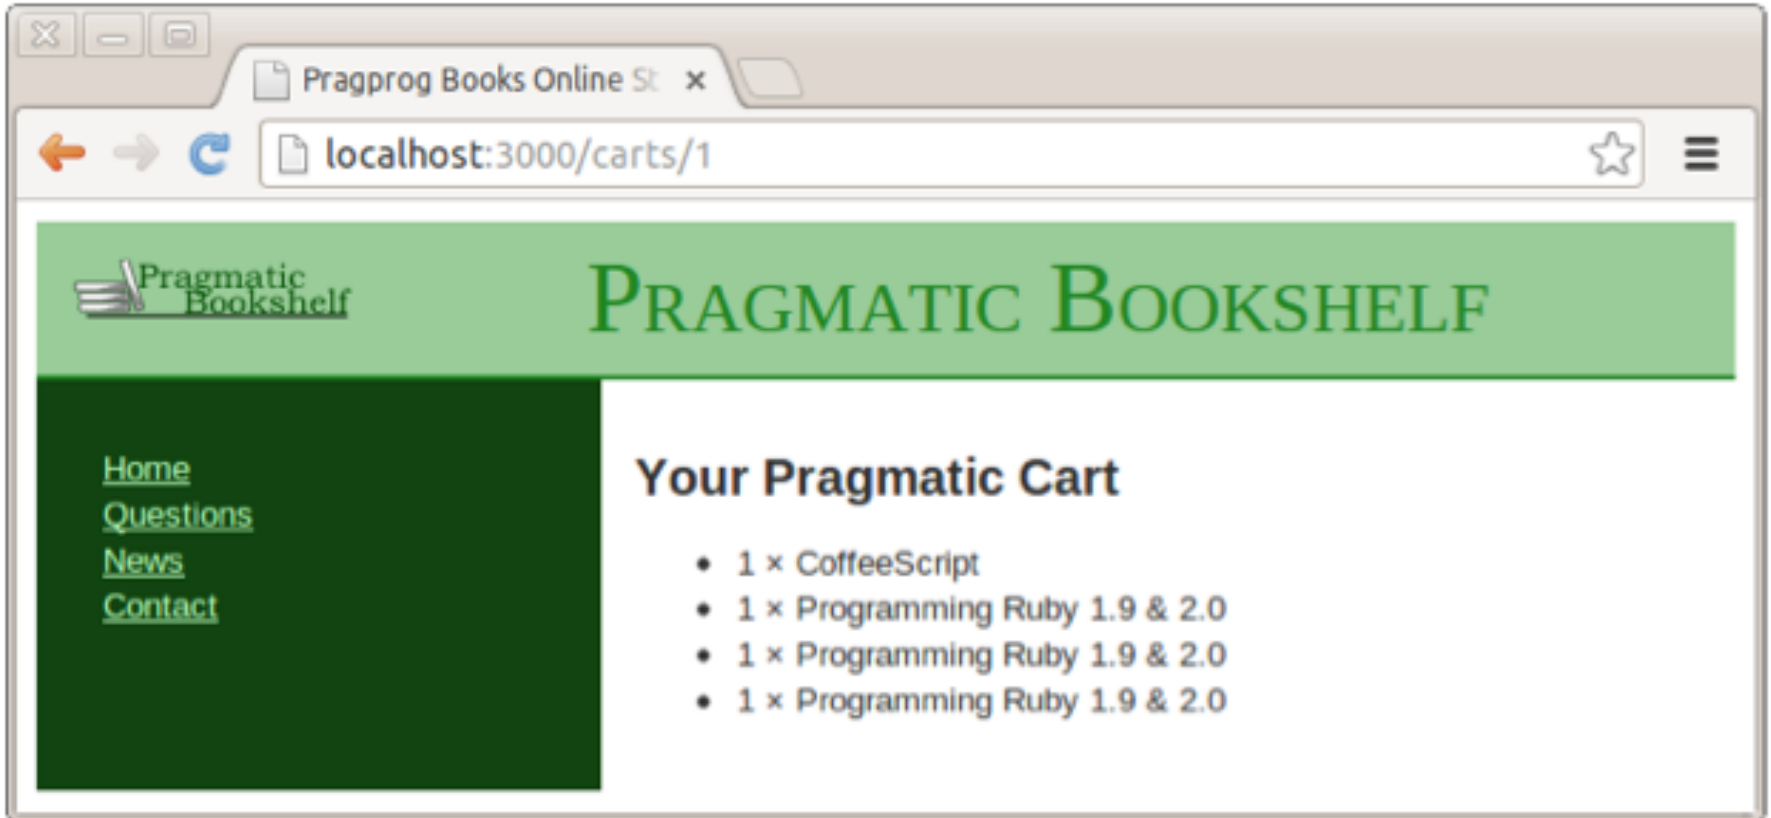 Pragprog Books Online St
localhost:3000/carts/1
Pragmatic
Bookshelf
PRAGMATIC BOOKSHELF
Home
Questions
News
Contact
Your Pragmatic Cart
• 1 × CoffeeScript
• 1 × Programming Ruby 1.9 & 2.0
• 1 × Programming Ruby 1.9 & 2.0
• 1 × Programming Ruby 1.9 & 2.0